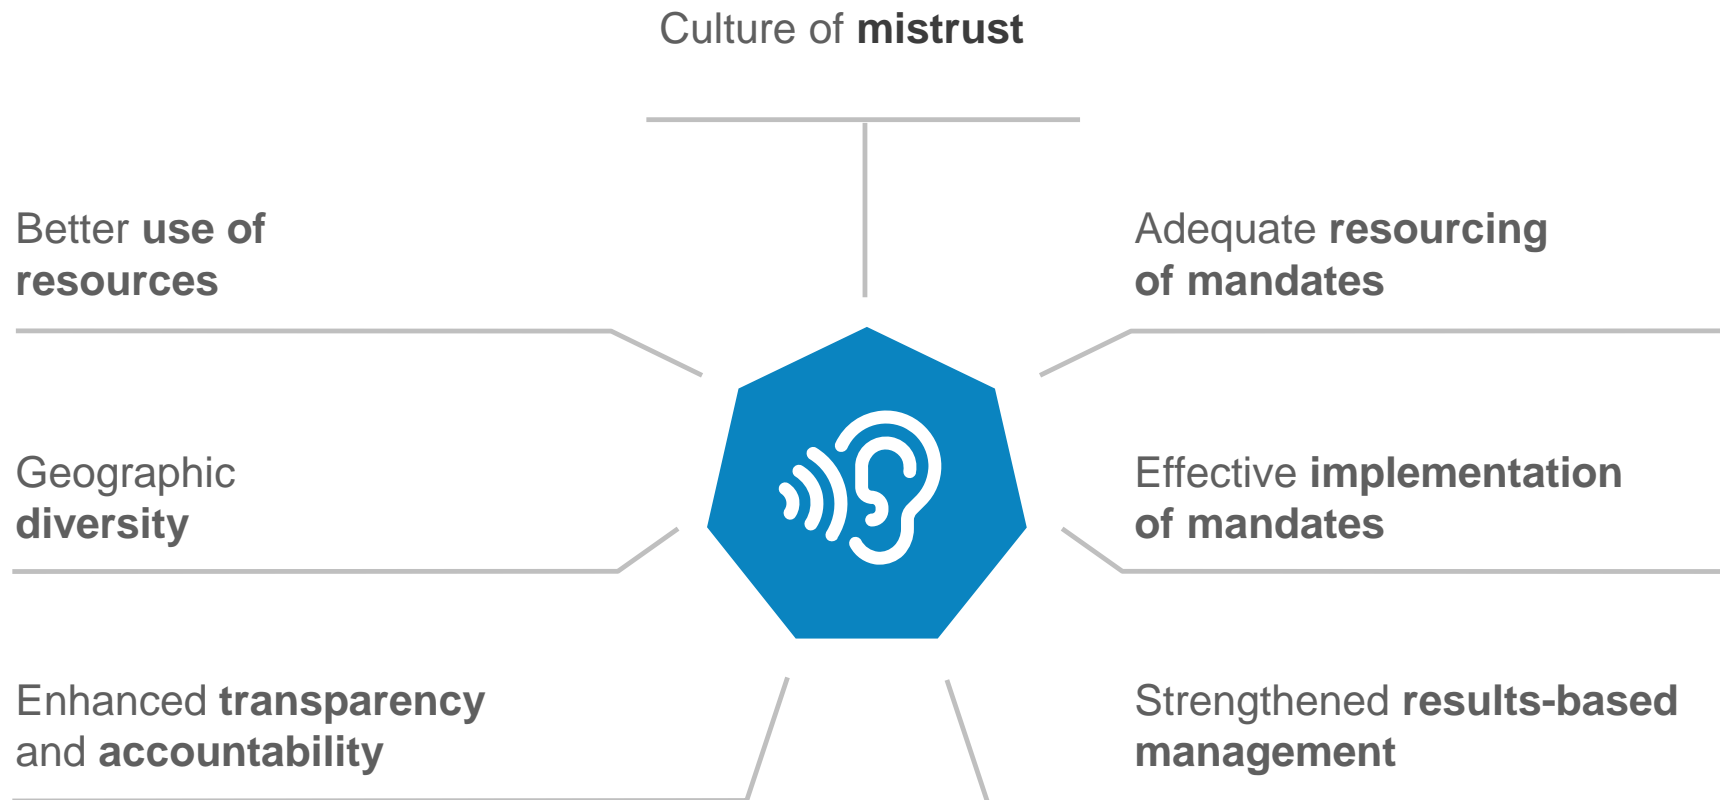 Culture of mistrust
Better use of
resources
Adequate resourcing
of mandates
Geographic
diversity
Effective implementation
of mandates
Enhanced transparency
and accountability
Strengthened results-based
management